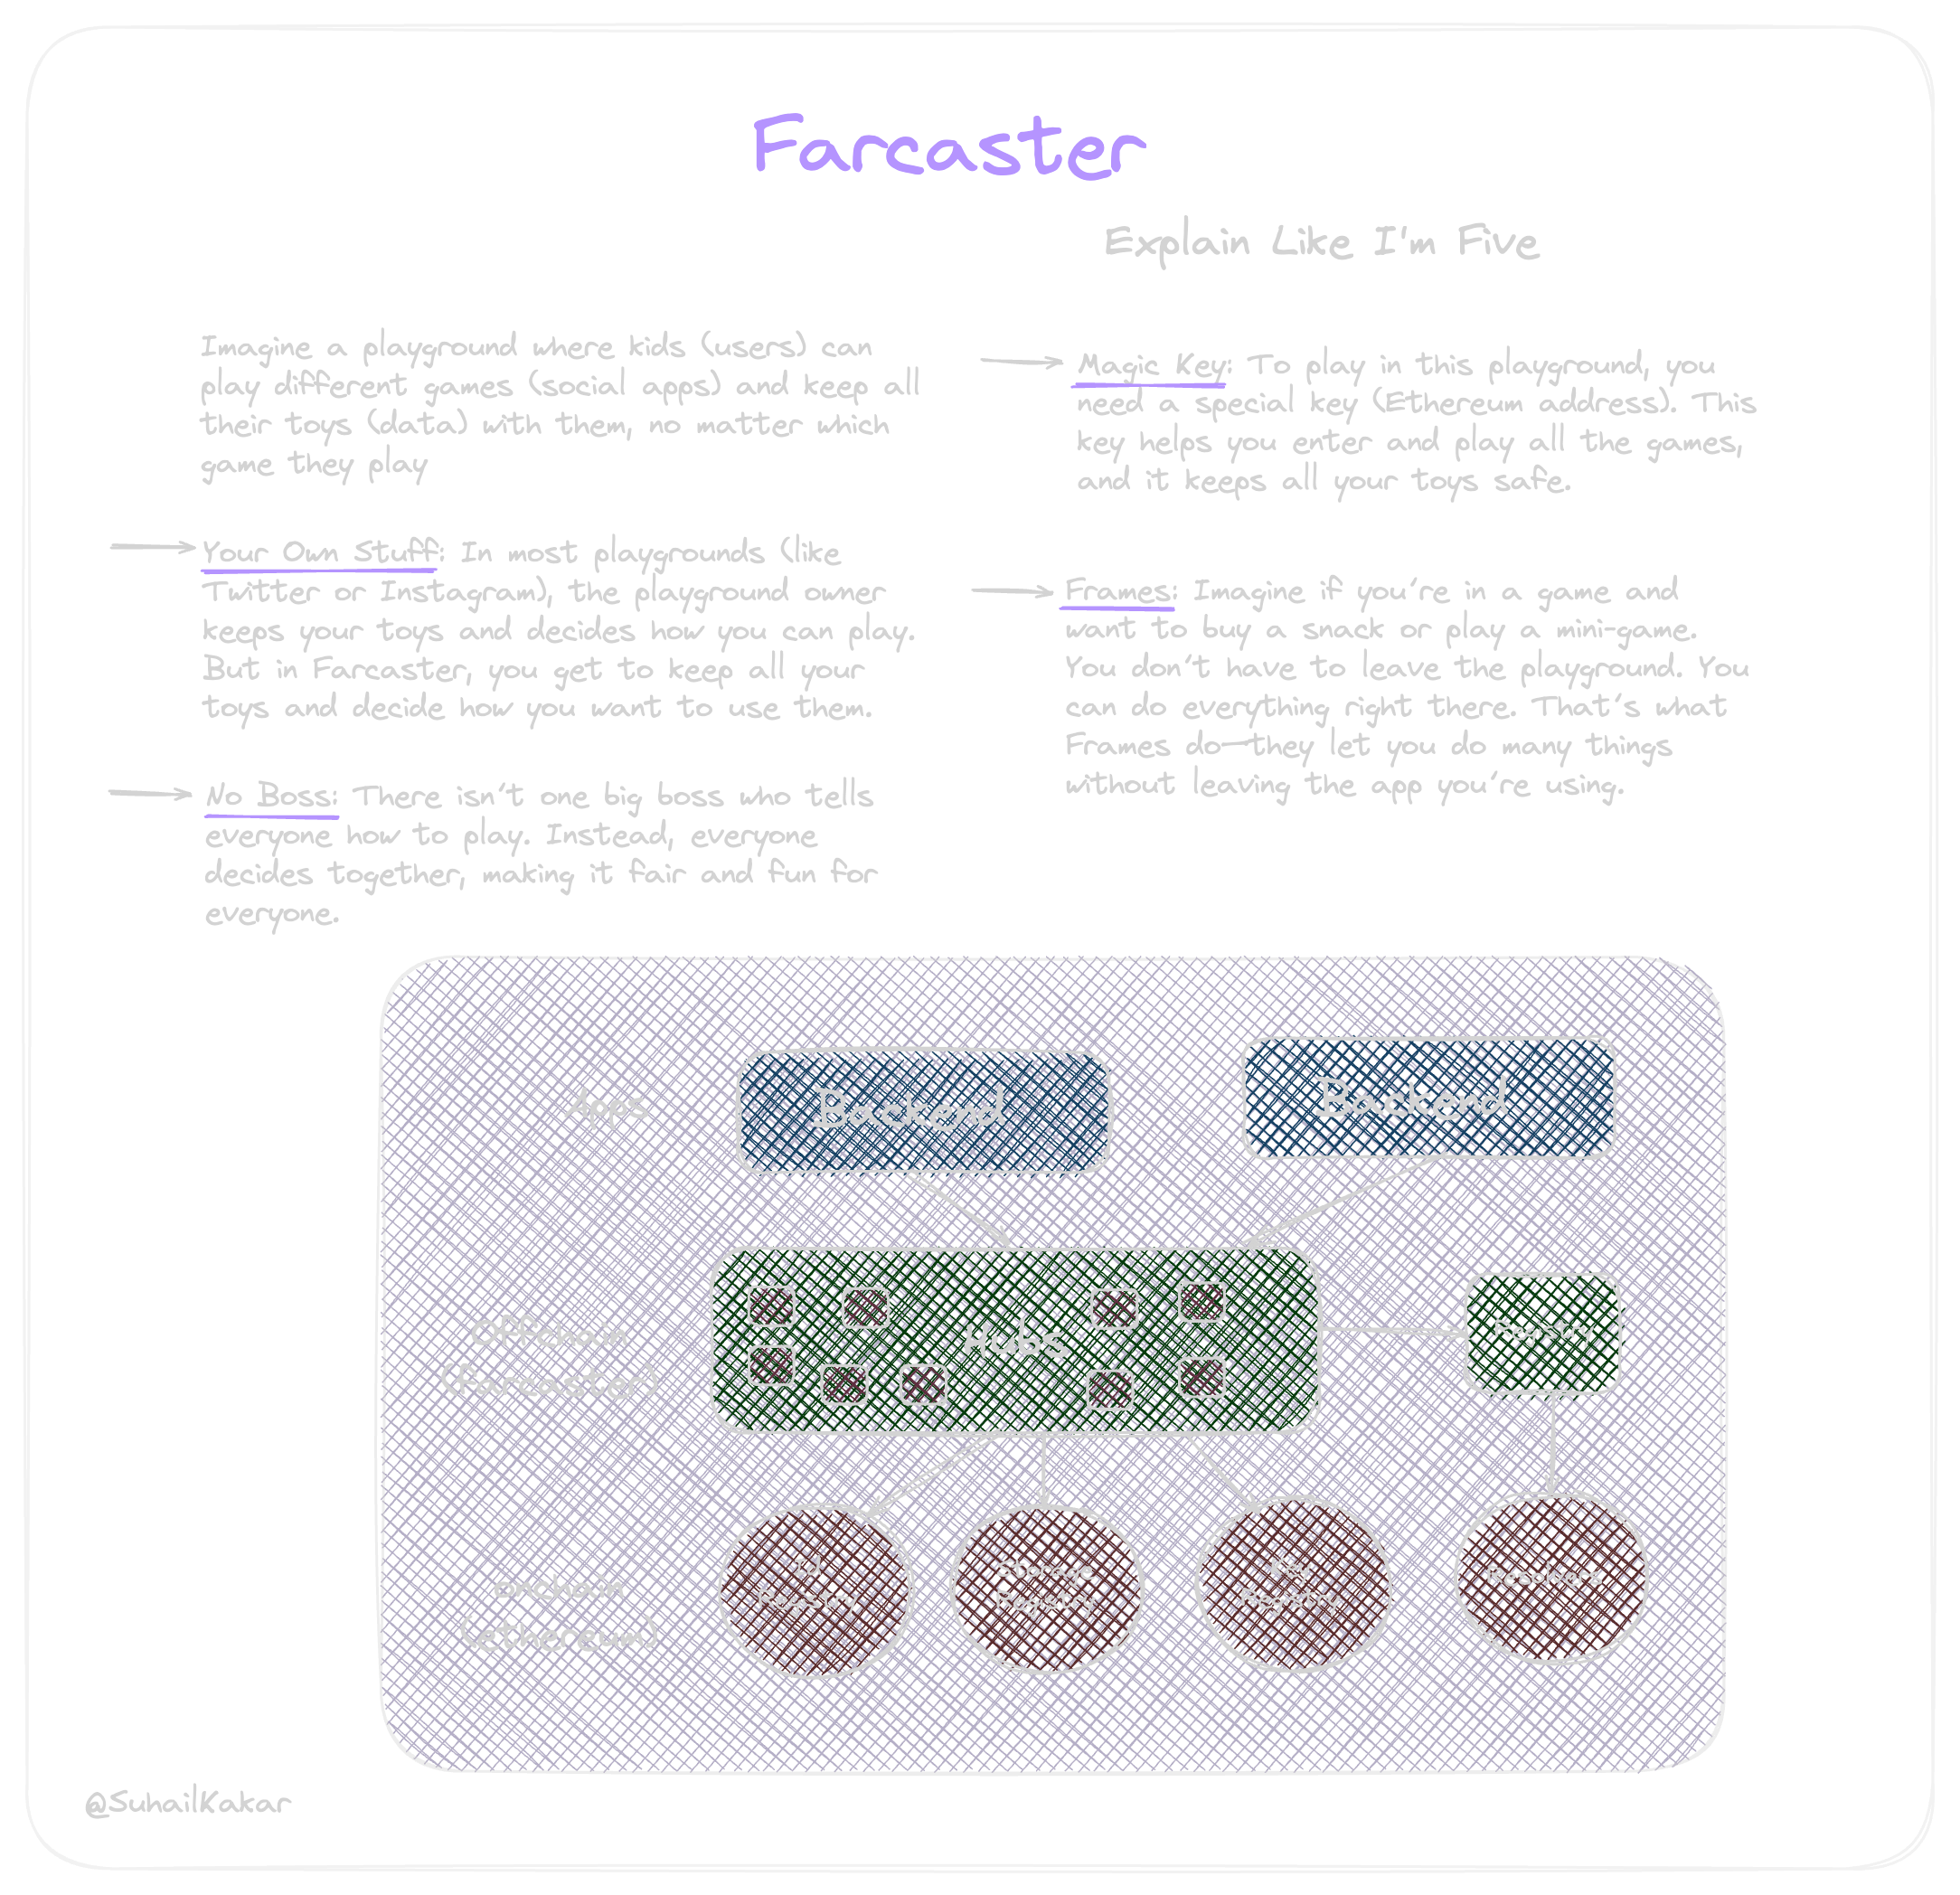 Farcaster
Explain Like I'm Five
Imagine a playground where kids (users) can
play different games (social apps) and keep all
their toys (data) with them, no matter which
game they play
Your Own Stuff: In most playgrounds (like
Twitter or Instagram), the playground owner
keeps your toys and decides how you can play.
But in Farcaster, you get to keep all your
toys and decide how you want to use them.
No Boss: There isn't one big boss who tells
everyone how to play. Instead, everyone
decides together, making it fair and fun for
everyone.
Magic Key: To play in this playground, you
need a special key (Ethereum address). This
key helps you enter and play all the games,
and it keeps all your toys safe.
Frames: Imagine if you're in a game and
want to buy a snack or play a mini-game.
You don't have to leave the playground. You
can do everything right there. That's what
Frames do—they let you do many things
without leaving the app you're using.
Apps
Backend
Backend
Offchain
(farcaster)
Hubs
Registry
onchain
(ethereum)
Id
Registry
Storage
Registry
Registry
@SuhailKakar